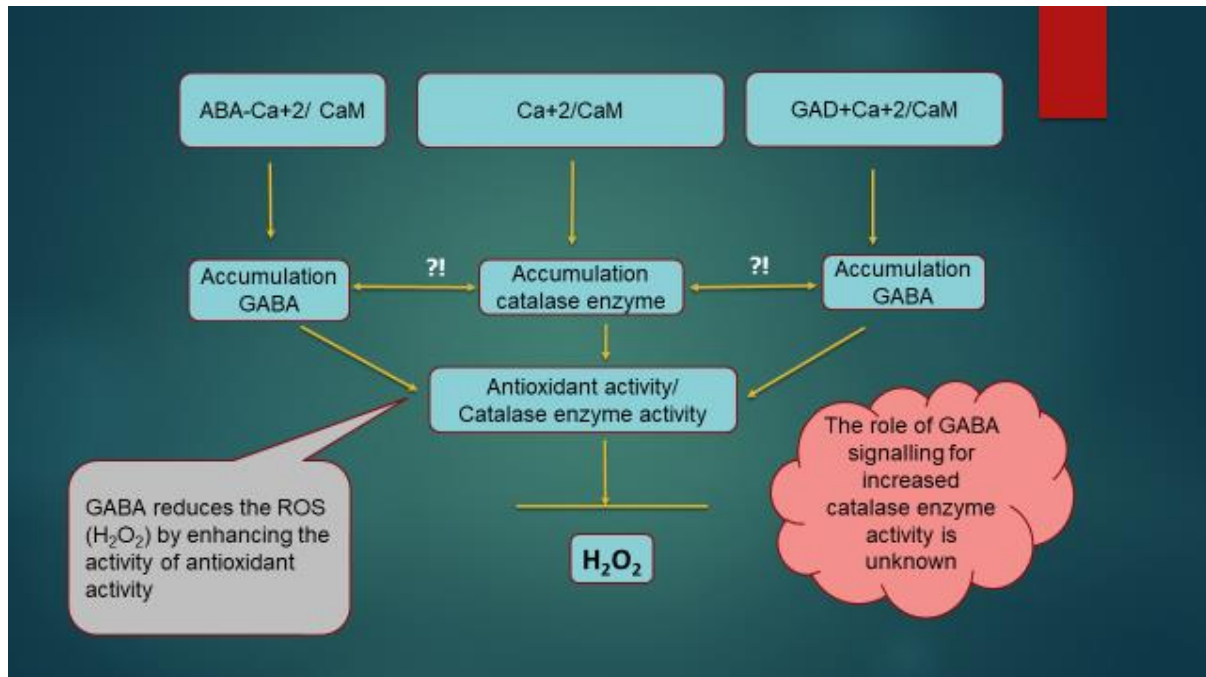 ABA-Ca+2/ CaM
Ca+2/CaM
GAD+Ca+2/CaM
Accumulation
GABA
?!
Accumulation
catalase enzyme
?!
Accumulation
GABA
Antioxidant activity/
Catalase enzyme activity
GABA reduces the ROS
(H₂O₂) by enhancing the
activity of antioxidant
activity
The role of GABA
signalling for
increased
catalase enzyme
activity is
unknown
H₂O₂